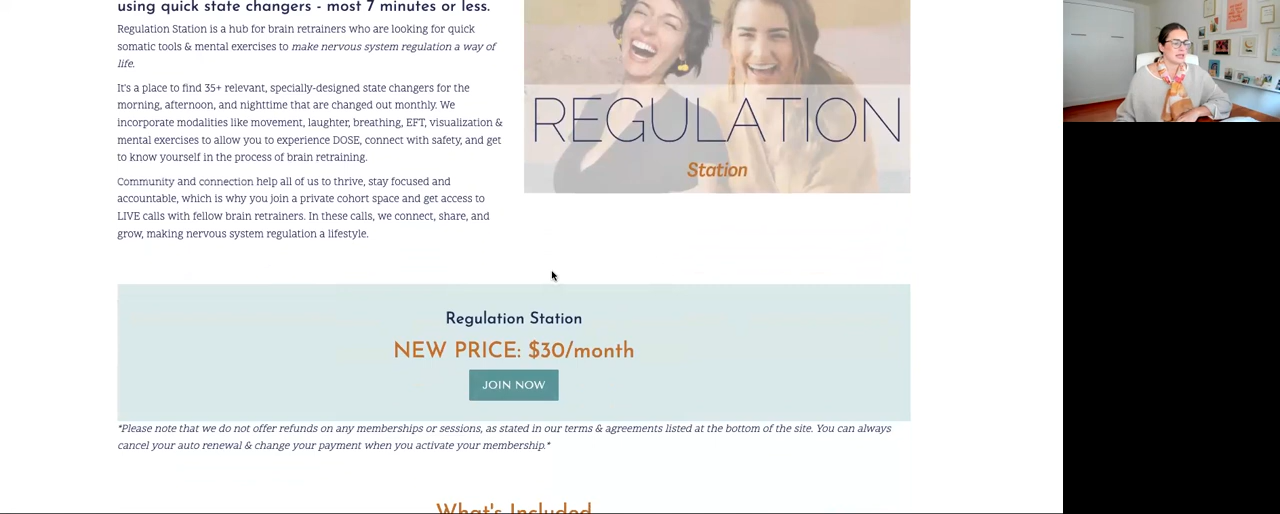 using quick state changers - most 7 minutes or less.
Regulation Station is a hub for brain retrainers who are looking for quick
somatic tools & mental exercises to make nervous system regulation a way of
life.
It's a place to find 35+ relevant, specially-designed state changers for the
morning, afternoon, and nighttime that are changed out monthly. We
incorporate modalities like movement, laughter, breathing, EFT, visualization &
mental exercises to allow you to experience DOSE, connect with safety, and get
to know yourself in the process of brain retraining.
Community and connection help all of us to thrive, stay focused and
accountable, which is why you join a private cohort space and get access to
LIVE calls with fellow brain retrainers. In these calls, we connect, share, and
grow, making nervous system regulation a lifestyle.
REGULATION
Station
Regulation Station
NEW PRICE: $30/month
JOIN NOW
*Please note that we do not offer refunds on any memberships or sessions, as stated in our terms & agreements listed at the bottom of the site. You can always
cancel your auto renewal & change your payment when you activate your membership.*
What's Included